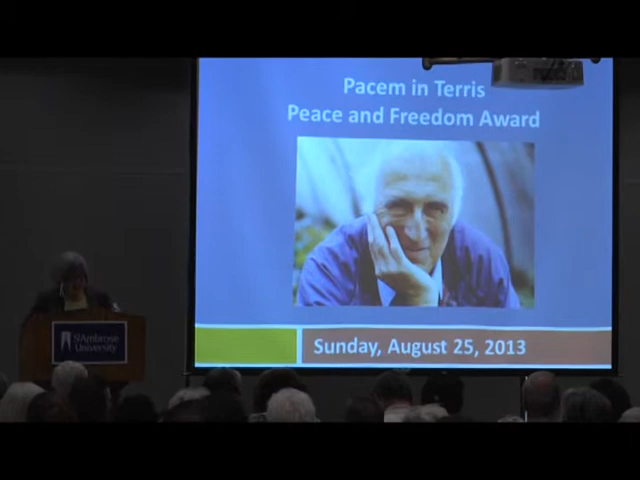 Pacem in Terris
Peace and Freedom Award
Sunday, August 25, 2013
St Ambrose
University